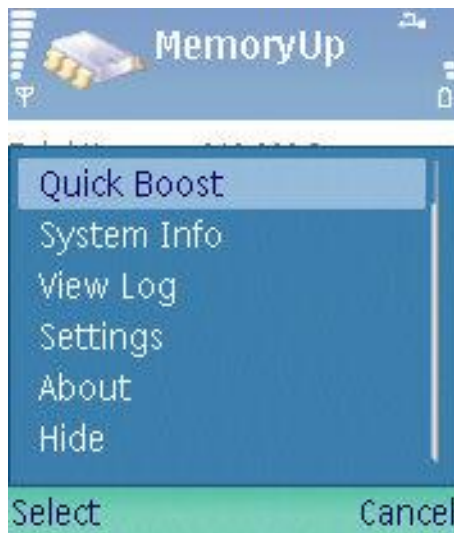 MemoryUp
Quick Boost
System Info
View Log
Settings
About
Hide
Select Cancel